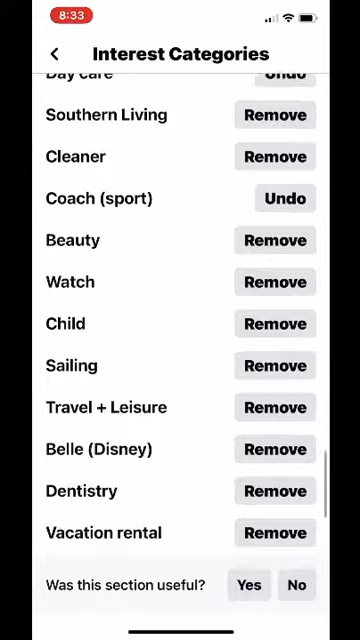 8:33
Interest Categories
Day care Undo
Southern Living Remove
Cleaner Remove
Coach (sport) Undo
Beauty Remove
Watch Remove
Child Remove
Sailing Remove
Travel + Leisure Remove
Belle (Disney) Remove
Dentistry Remove
Vacation rental Remove
Was this section useful? Yes No